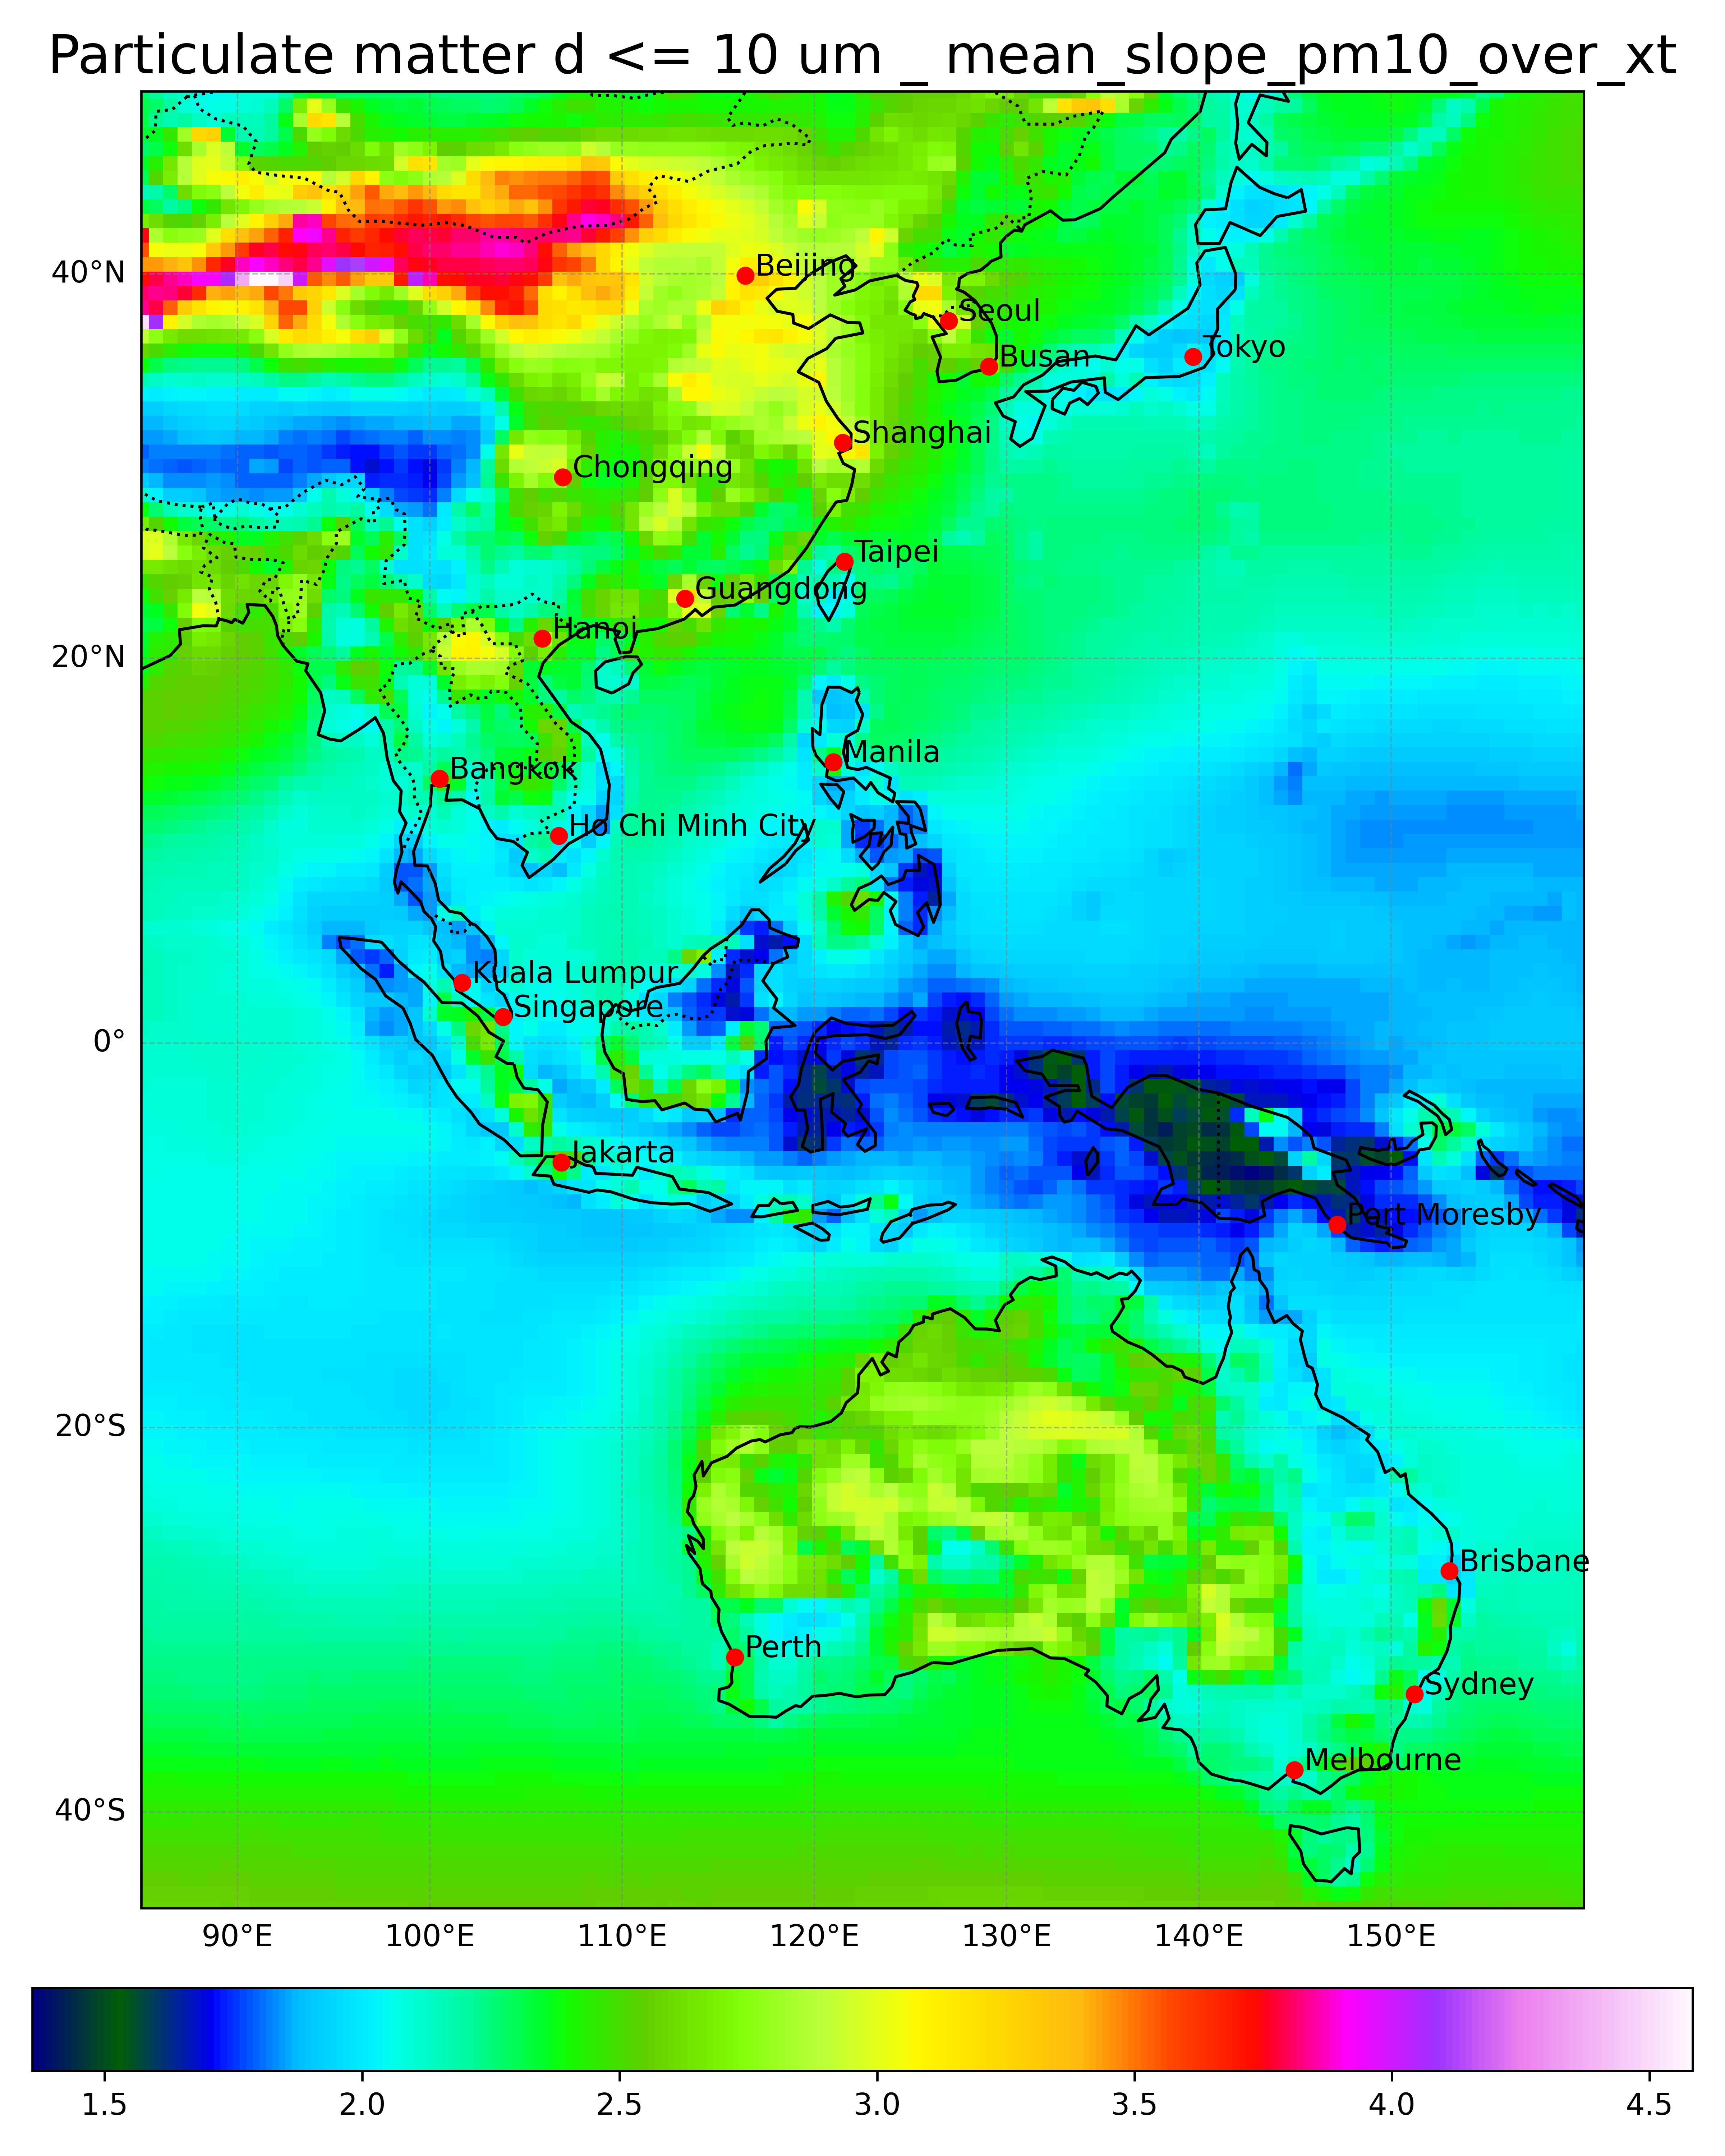 Particulate matter d <= 10 um _ mean_slope_pm10_over_xt
40°N
20°N
0°
20°S
40°S
Beijing
Seoul
Tokyo
Busan
Shanghai
Chongqing
Taipei
Guangdong
Hanoi
Manila
Bangkok
Ho Chi Minh City
Kuala Lumpur
Singapore
Jakarta
Port Moresby
Brisbane
Perth
Sydney
Melbourne
90°E 100°E 110°E 120°E 130°E 140°E 150°E
1.5 2.0 2.5 3.0 3.5 4.0 4.5